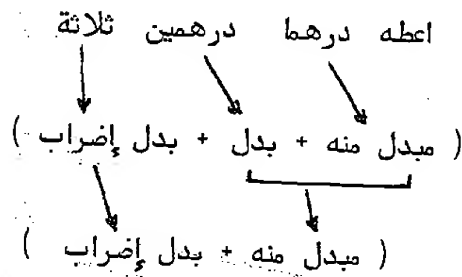 اعطه درهما درهمين ثلاثة
( مبدل منه + بدل + بدل إضراب )
( مبدل منه + بدل إضراب )